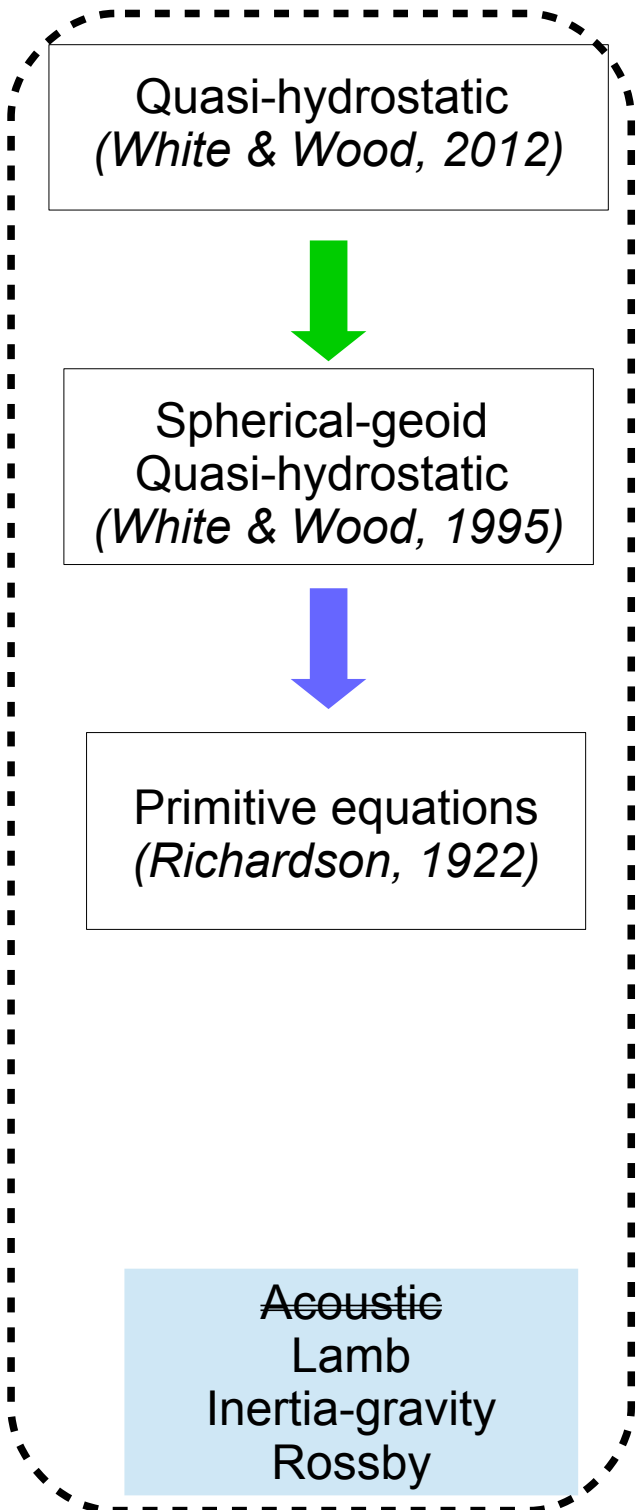 Quasi-hydrostatic
(White & Wood, 2012)
Spherical-geoid
Quasi-hydrostatic
(White & Wood, 1995)
Primitive equations
(Richardson, 1922)
Acoustic
Lamb
Inertia-gravity
Rossby